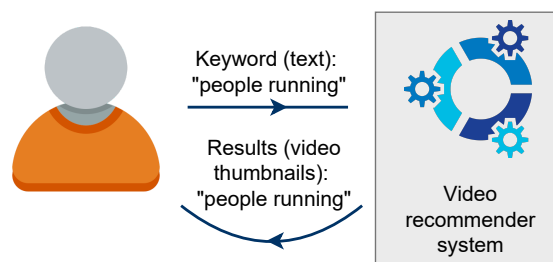 Keyword (text):
"people running"
Results (video
thumbnails):
"people running"
Video
recommender
system